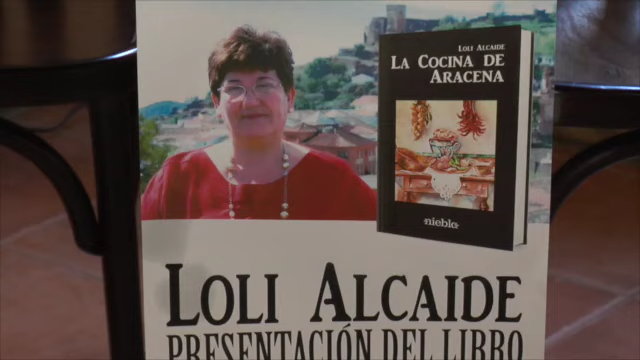 LOLI ALCAIDE
LA COCINA DE
ARACENA
niebla
LOLI ALCAIDE
PRESENTACIÓN DEL LIBRO